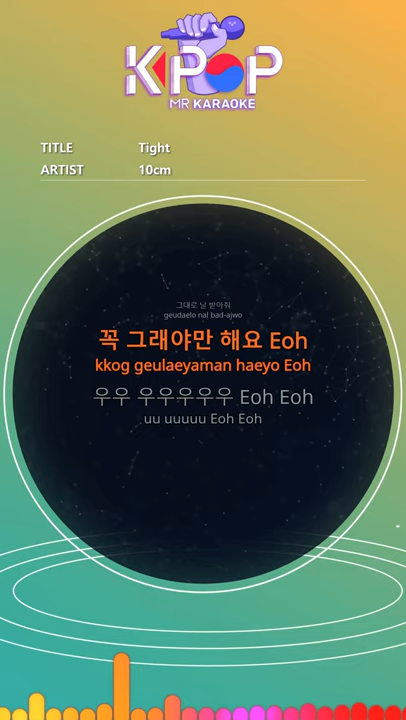 KPOP
MR KARAOKE
TITLE Tight
ARTIST 10cm
그대로 날 받아줘
geudaelo nal bad-ajwo
꼭 그래야만 해요 Eoh
kkog geulaeyaman haeyo Eoh
우우 우우우우우 Eoh Eoh
uu uuuuu Eoh Eoh